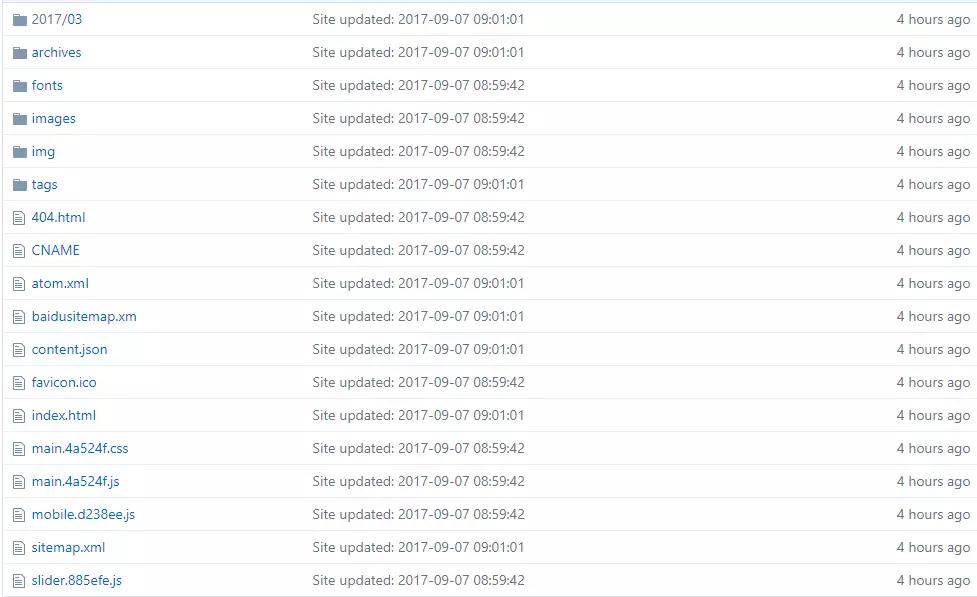 2017/03 Site updated: 2017-09-07 09:01:01 4 hours ago
archives Site updated: 2017-09-07 09:01:01 4 hours ago
fonts Site updated: 2017-09-07 08:59:42 4 hours ago
images Site updated: 2017-09-07 08:59:42 4 hours ago
img Site updated: 2017-09-07 08:59:42 4 hours ago
tags Site updated: 2017-09-07 09:01:01 4 hours ago
404.html Site updated: 2017-09-07 08:59:42 4 hours ago
CNAME Site updated: 2017-09-07 08:59:42 4 hours ago
atom.xml Site updated: 2017-09-07 09:01:01 4 hours ago
baidusitemap.xm Site updated: 2017-09-07 09:01:01 4 hours ago
content.json Site updated: 2017-09-07 09:01:01 4 hours ago
favicon.ico Site updated: 2017-09-07 08:59:42 4 hours ago
index.html Site updated: 2017-09-07 09:01:01 4 hours ago
main.4a524f.css Site updated: 2017-09-07 08:59:42 4 hours ago
main.4a524f.js Site updated: 2017-09-07 08:59:42 4 hours ago
mobile.d238ee.js Site updated: 2017-09-07 08:59:42 4 hours ago
sitemap.xml Site updated: 2017-09-07 09:01:01 4 hours ago
slider.885efe.js Site updated: 2017-09-07 08:59:42 4 hours ago